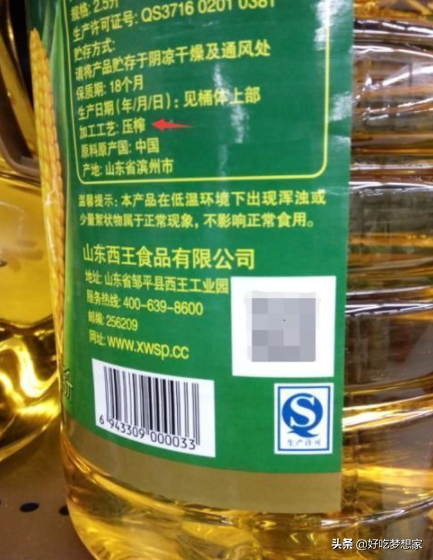 规格: 2.5升
生产许可证号: QS3716 0201 0381
贮存方式:
请将产品贮存于阴凉干燥及通风处
保质期: 18个月
生产日期(年/月/日): 见桶体上部
加工工艺: 压榨
原料原产国: 中国
产地: 山东省滨州市
温馨提示: 本产品在低温环境下出现浑浊或
少量絮状物属于正常现象, 不影响正常食用。
山东西王食品有限公司
地址: 山东省邹平县西王工业园
服务热线: 400-639-8600
邮编: 256209
网址: www.xwsp.cc
升
6 943309 000033
生产许可
头条 @好吃梦想家